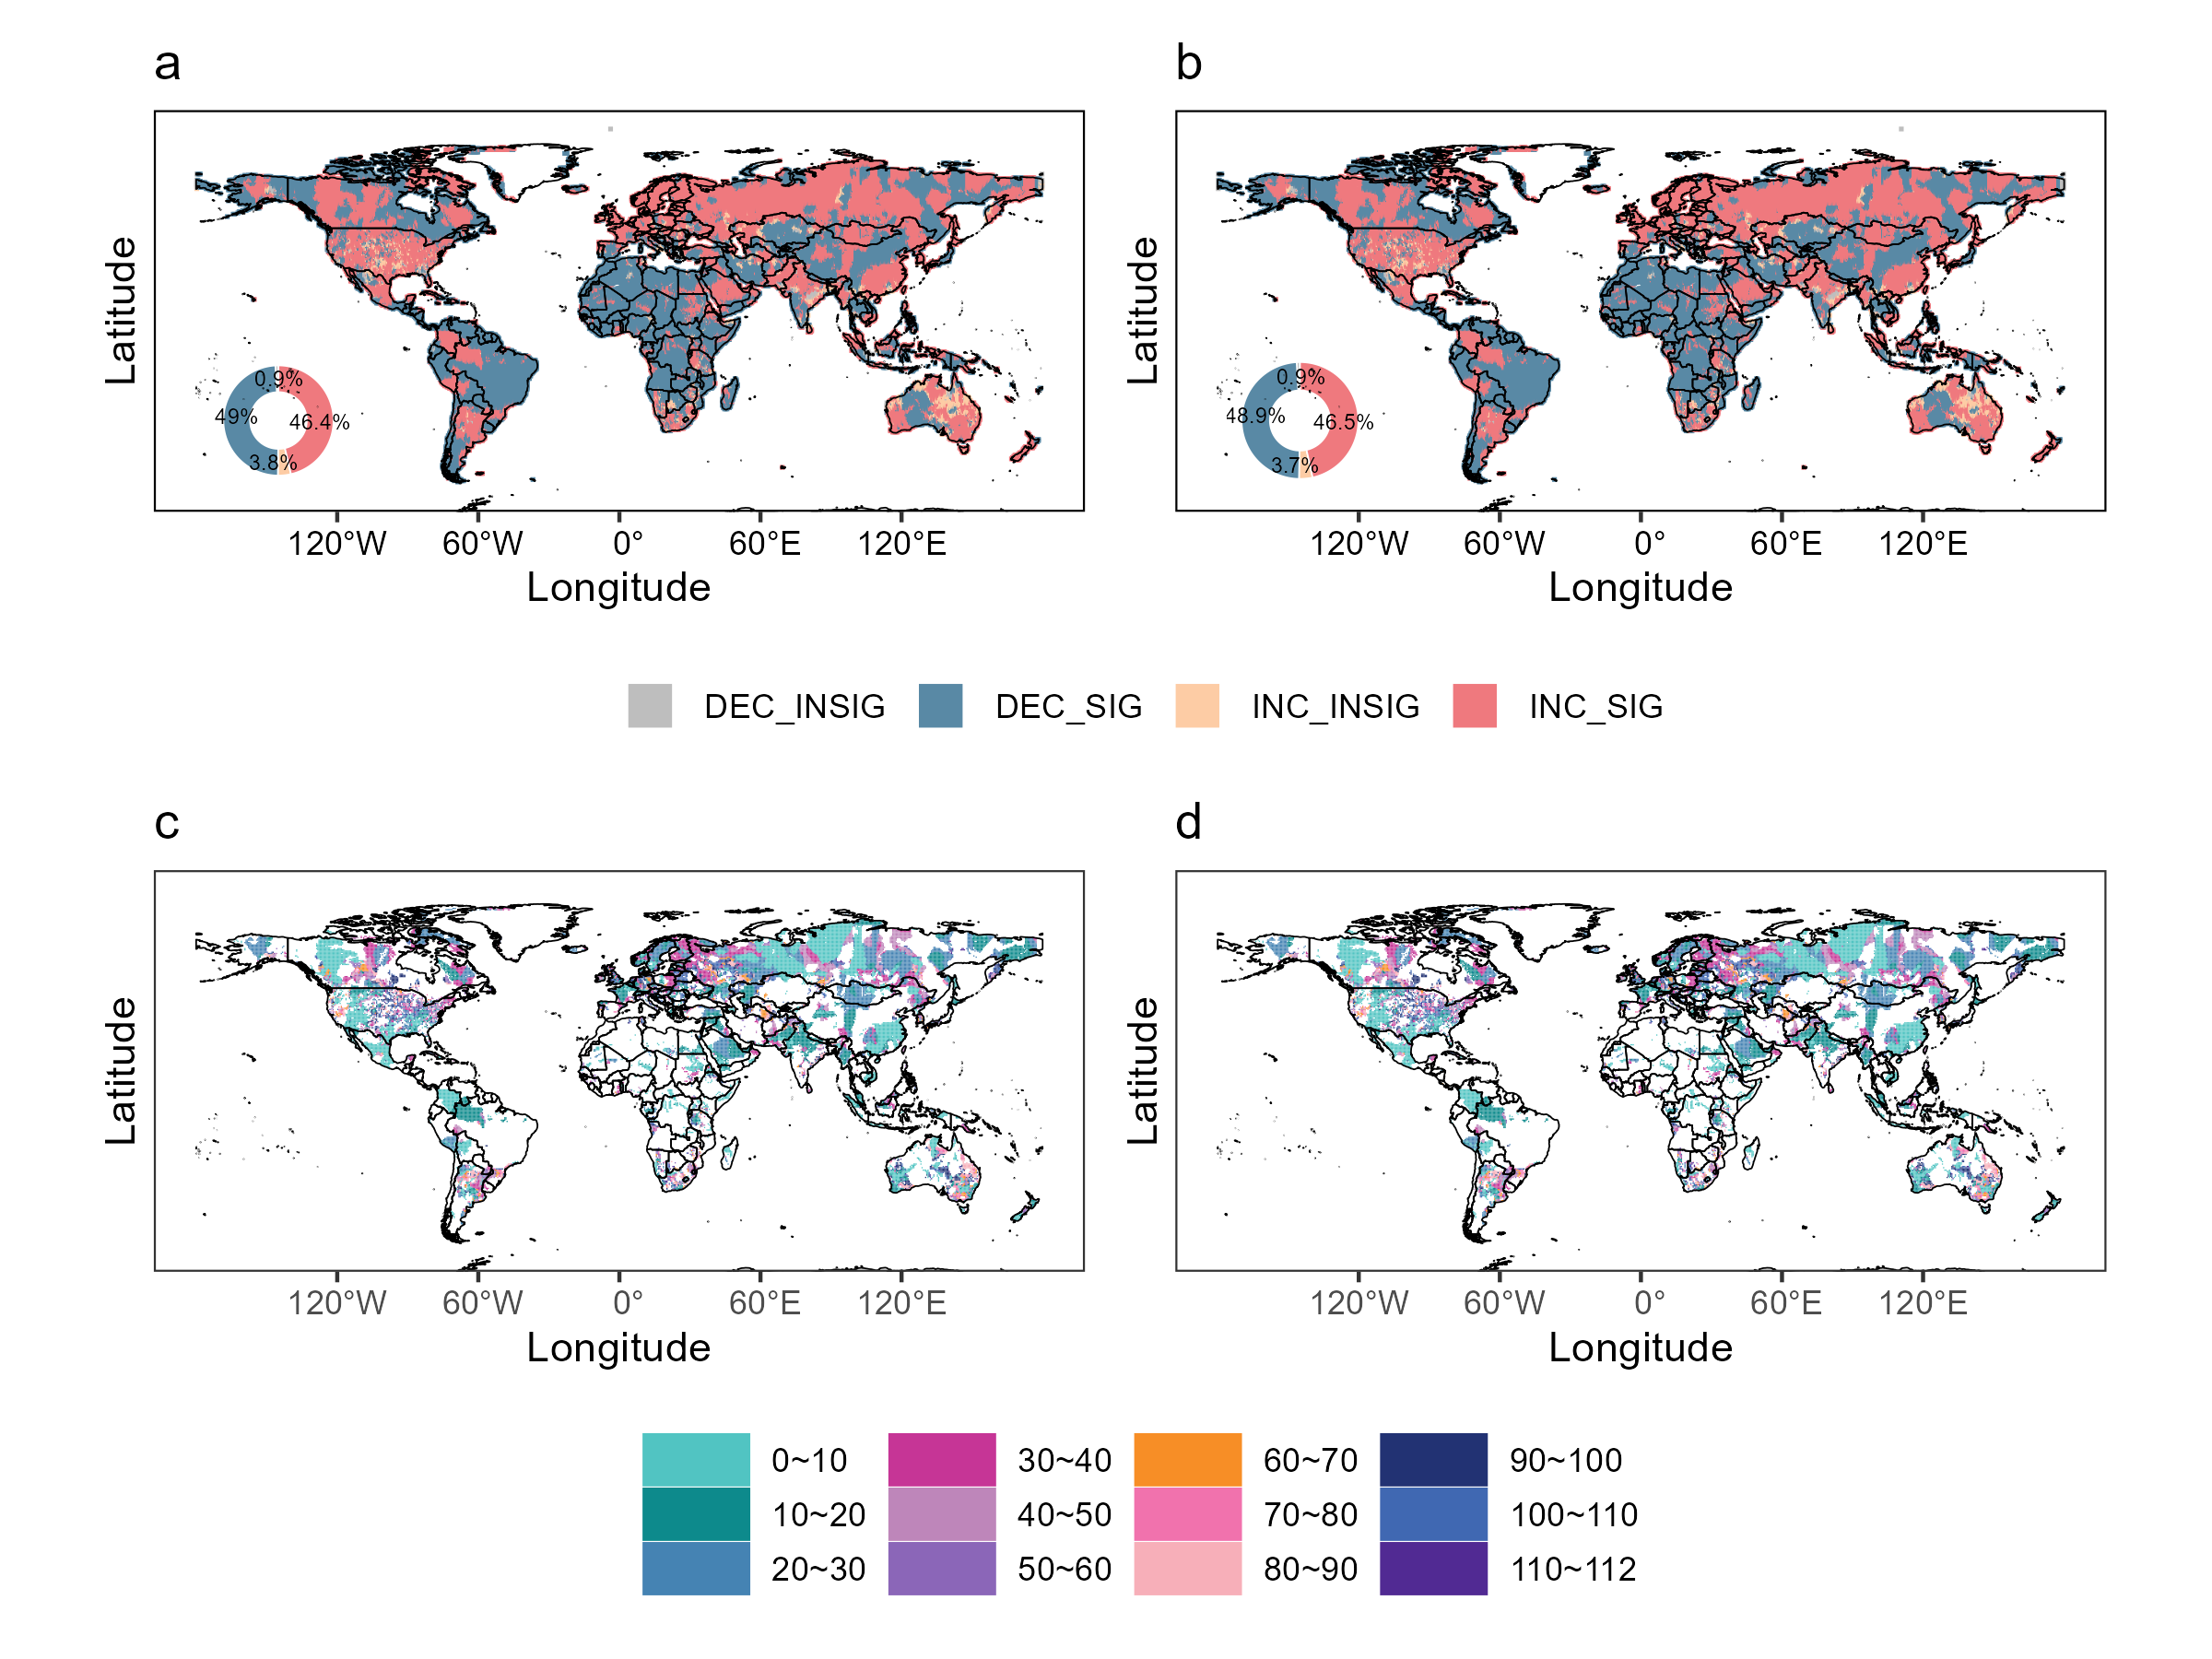 a
b
Latitude
0.9%
49%
46.4%
3.8%
Latitude
0.9%
48.9%
46.5%
3.7%
120°W 60°W 0° 60°E 120°E
120°W 60°W 0° 60°E 120°E
Longitude
Longitude
DEC_INSIG DEC_SIG INC_INSIG INC_SIG
c
d
Latitude
Latitude
120°W 60°W 0° 60°E 120°E
120°W 60°W 0° 60°E 120°E
Longitude
Longitude
0~10 30~40 60~70 90~100
10~20 40~50 70~80 100~110
20~30 50~60 80~90 110~112